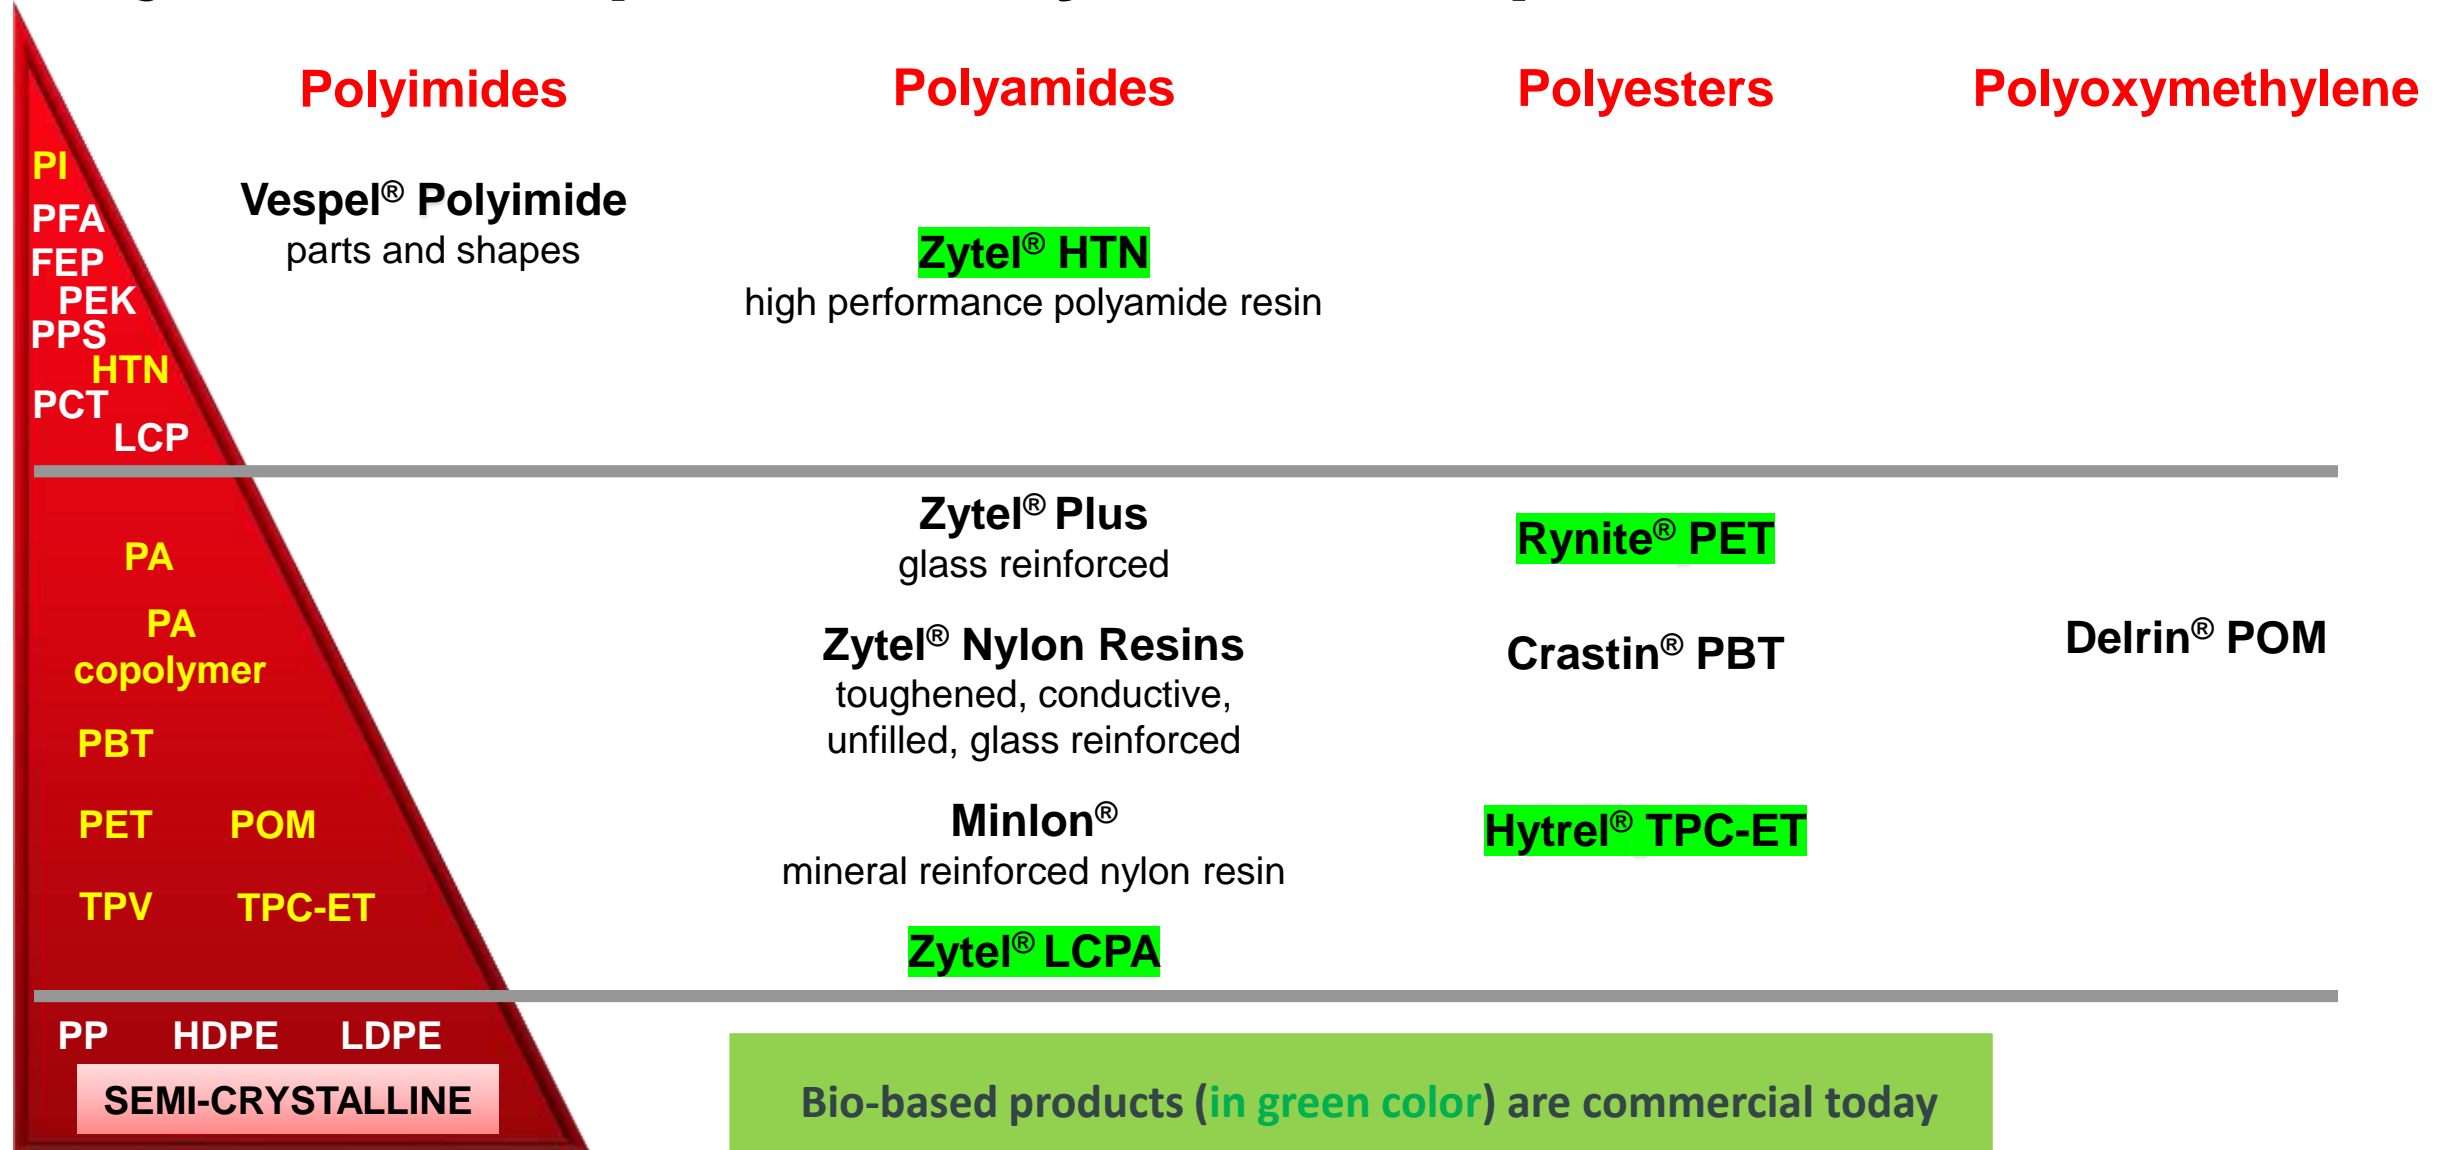 Polyimides
Polyamides
Polyesters
Polyoxymethylene
PI
PFA
FEP
PEK
PPS
HTN
PCT
LCP
Vespel® Polyimide
parts and shapes
Zytel® HTN
high performance polyamide resin
PA
PA
copolymer
PBT
PET POM
TPV TPC-ET
Zytel® Plus
glass reinforced
Zytel® Nylon Resins
toughened, conductive,
unfilled, glass reinforced
Minlon®
mineral reinforced nylon resin
Zytel® LCPA
Rynite® PET
Crastin® PBT
Hytrel® TPC-ET
Delrin® POM
PP HDPE LDPE
SEMI-CRYSTALLINE
Bio-based products (in green color) are commercial today